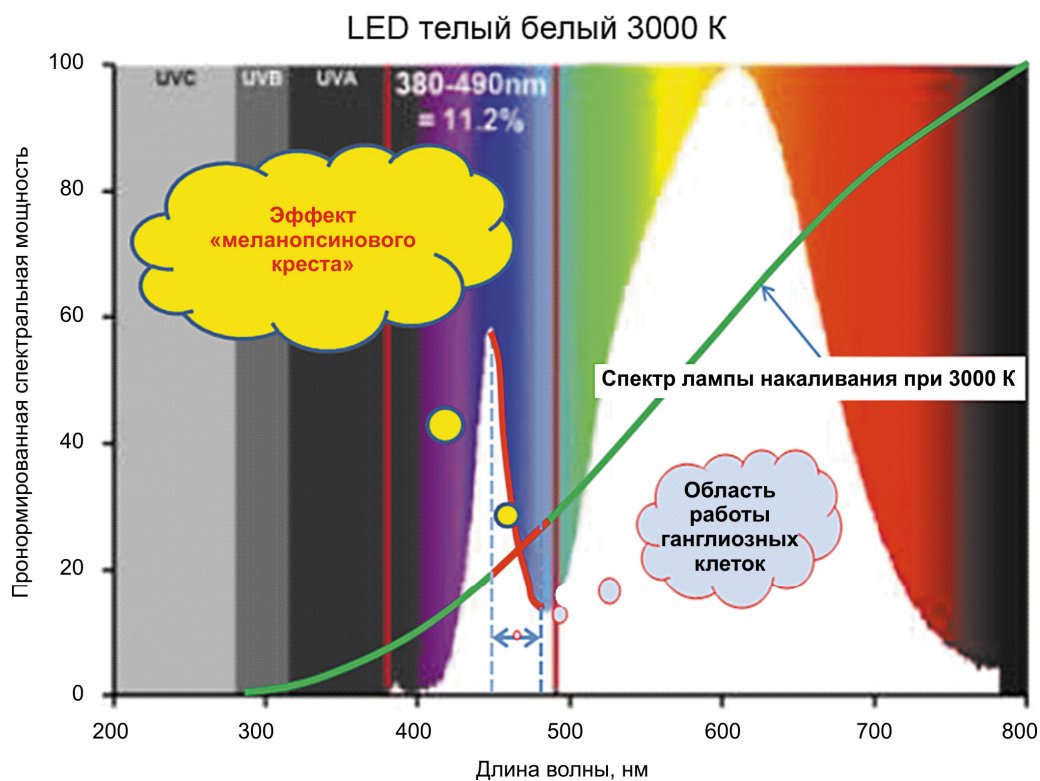 LED телый белый 3000 К
100
80
60
40
20
0
Пронормированная спектральная мощность
UVC
UVB
UVA
380-490nm
= 11.2%
Эффект
«меланопсинового
креста»
Спектр лампы накаливания при 3000 К
Область
работы
ганглиозных
клеток
200
300
400
500
600
700
800
Длина волны, нм